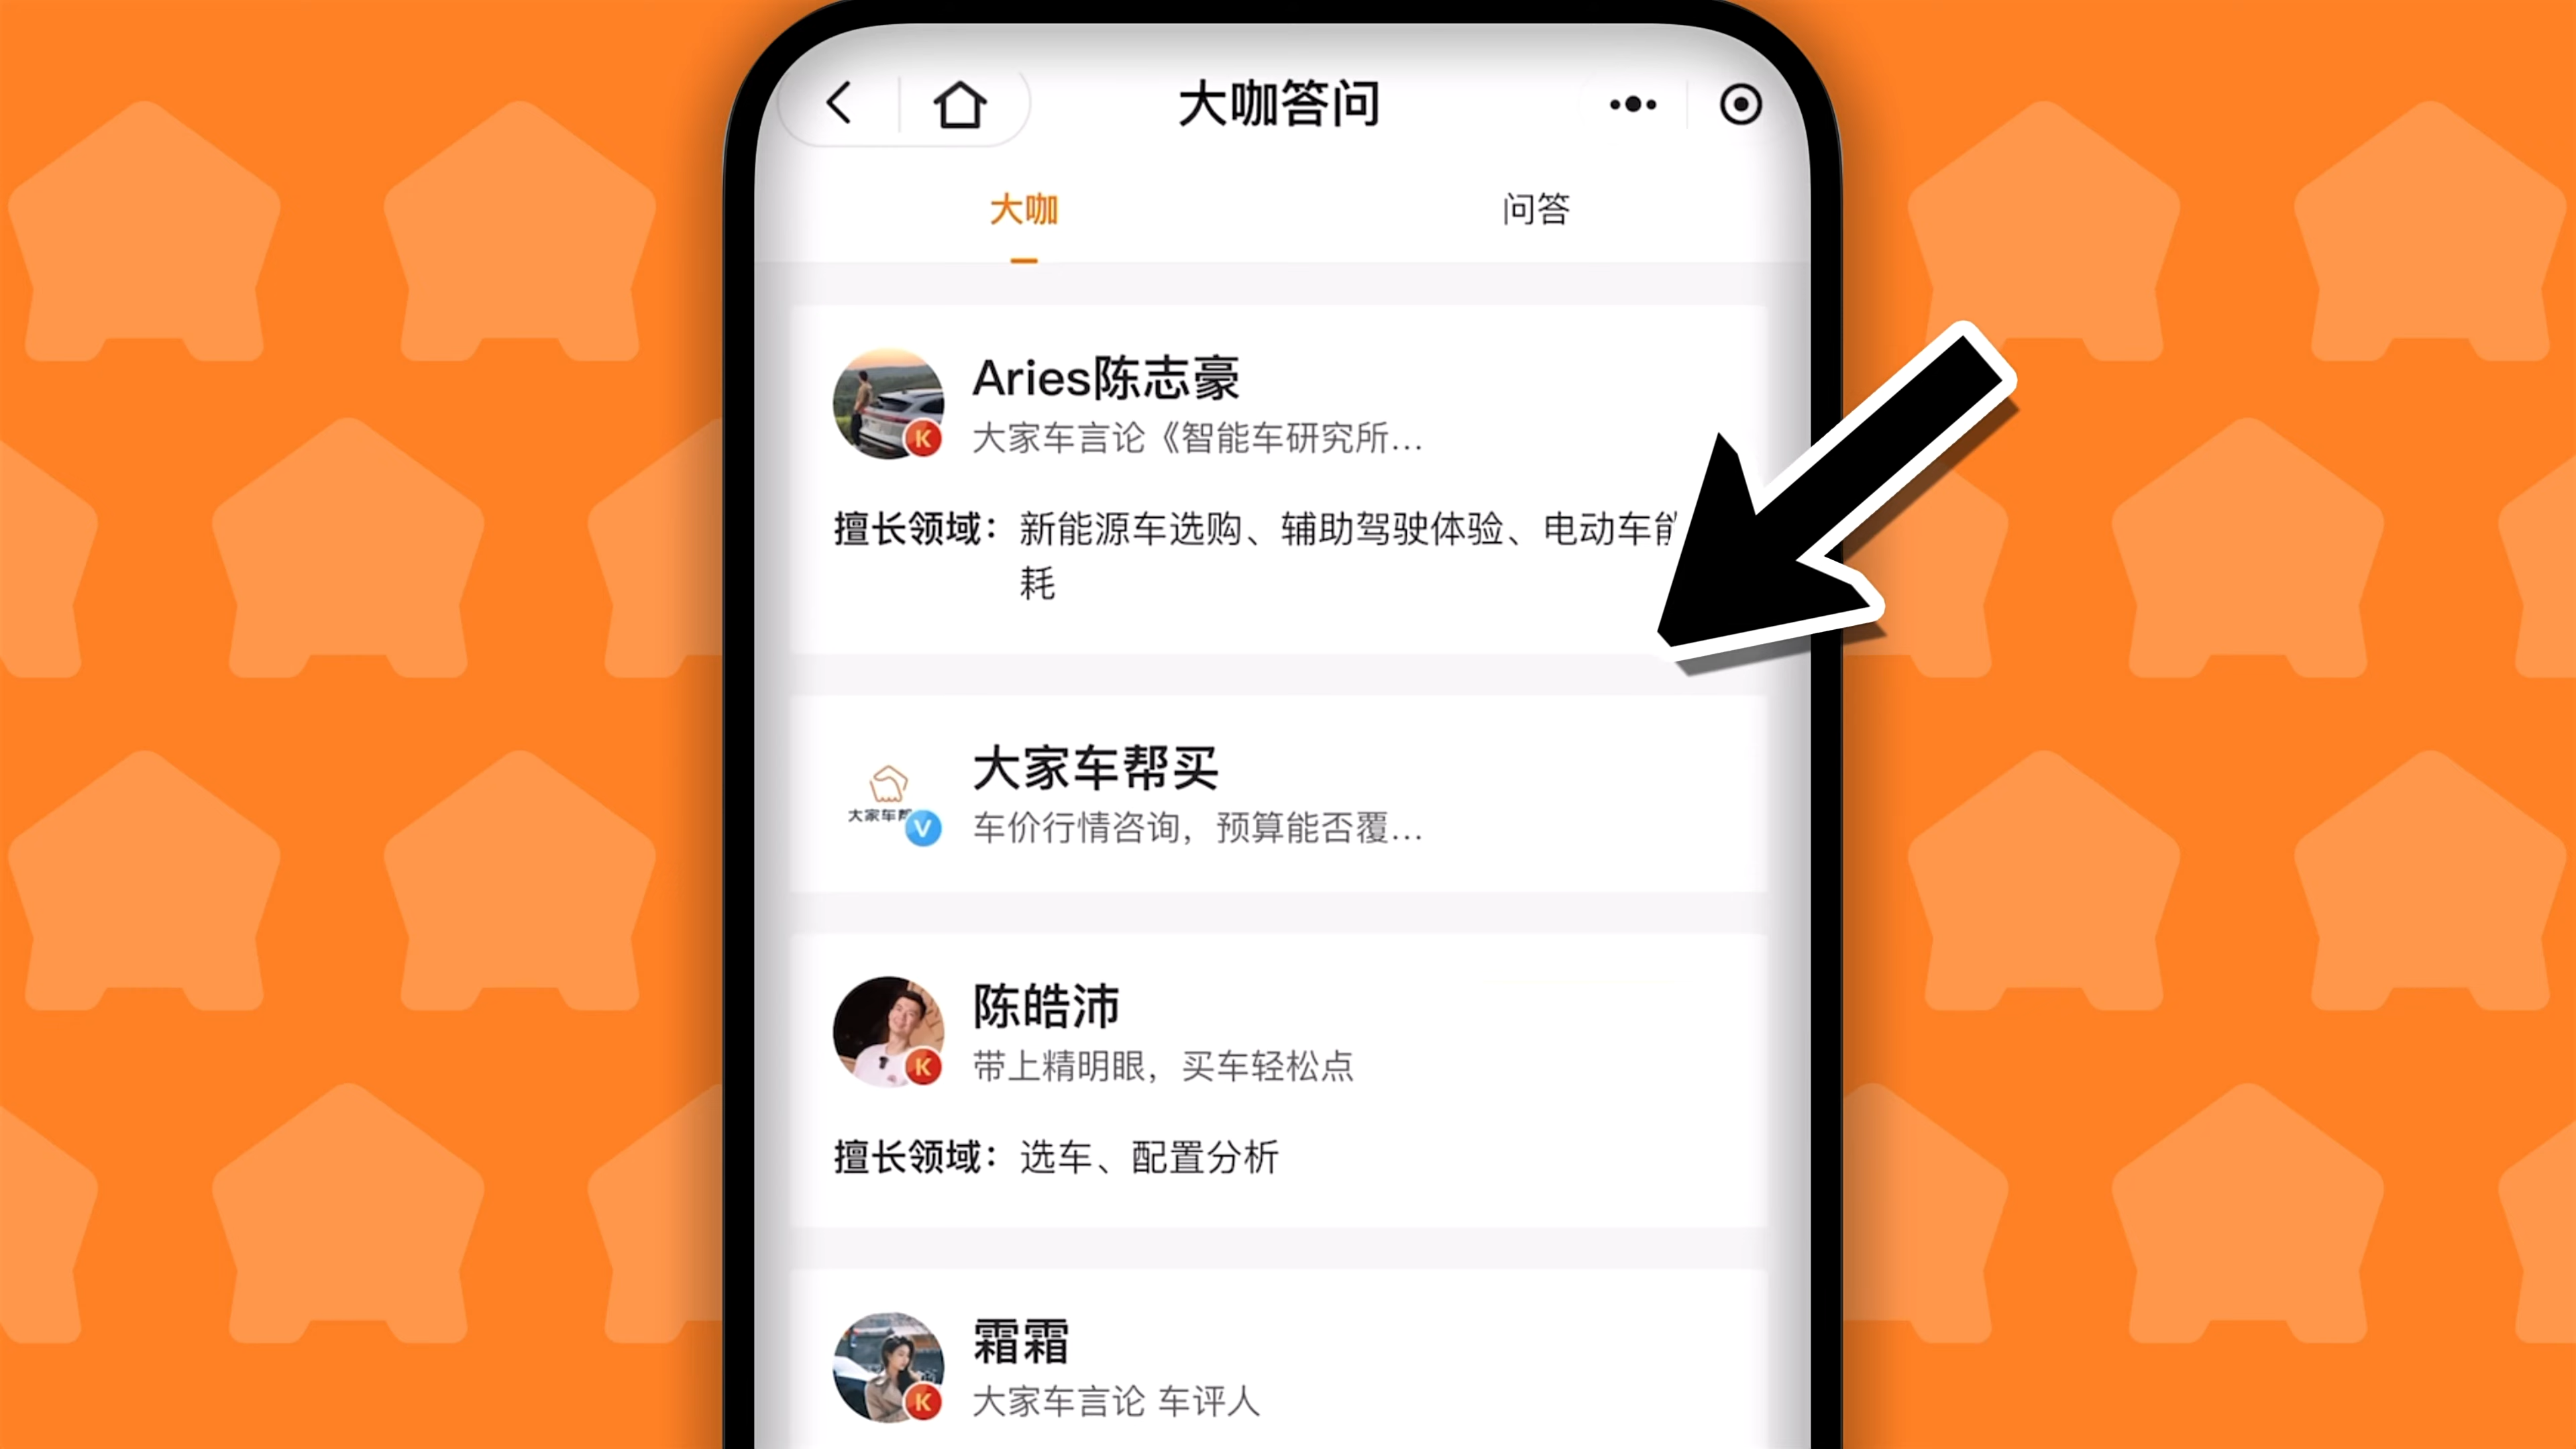 大咖答问
大咖
问答
Aries陈志豪
大家车言论《智能车研究所...
擅长领域：新能源车选购、辅助驾驶体验、电动车能
耗
K
大家车帮买
车价行情咨询，预算能否覆...
大家车帮
V
陈皓沛
带上精明眼，买车轻松点
K
擅长领域：选车、配置分析
霜霜
大家车言论 车评人
K